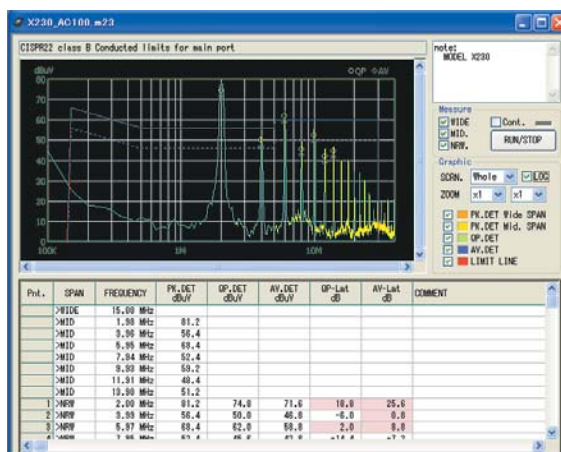 X230_AC100.m23
CISPR22 class B Conducted limits for main port
note:
MODEL X230
dBuV
○QP ◇AV
80
70
60
50
40
30
20
10
0
100K
1M
10M
Measure
WIDE
MID.
NRW.
Cont.
RUN/STOP
Graphic
SCRN.
Whole
LOG
ZOOM
x1
x1
PK.DET Wide SPAN
PK.DET Mid. SPAN
QP.DET
AV.DET
LIMIT LINE
Pnt. SPAN FREQUENCY PK.DET dBuV QP.DET dBuV AV.DET dBuV QP-Lmt dB AV-Lmt dB COMMENT
>WIDE 15.00 MHz
>MID 1.98 MHz 81.2
>MID 3.96 MHz 56.4
>MID 5.95 MHz 68.4
>MID 7.94 MHz 52.4
>MID 9.93 MHz 59.2
>MID 11.91 MHz 48.4
>MID 13.90 MHz 51.2
1 >NRW 2.00 MHz 81.2 74.8 71.6 18.8 25.6
2 >NRW 3.99 MHz 56.4 50.0 46.8 -6.0 0.8
3 >NRW 5.97 MHz 68.4 62.0 58.8 2.0 8.8